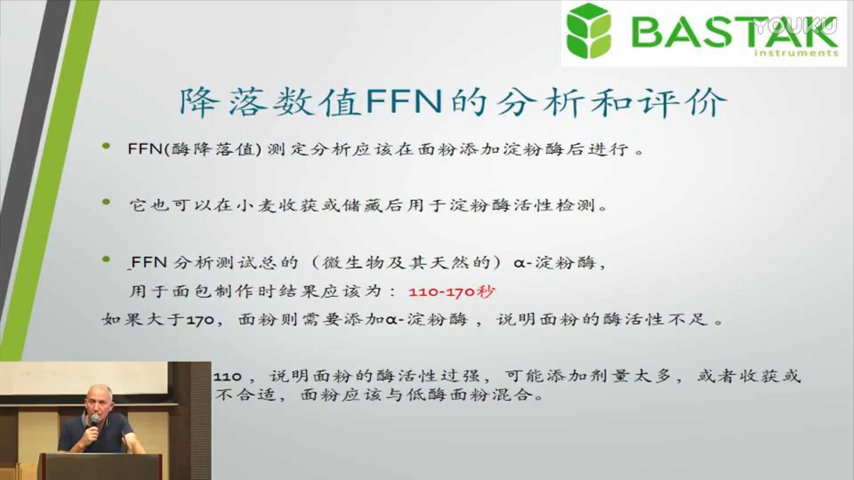 YOUKU
BASTAK
instruments
降落数值FFN的分析和评价
• FFN(酶降落值) 测定分析应该在面粉添加淀粉酶后进行。
• 它也可以在小麦收获或储藏后用于淀粉酶活性检测。
• FFN 分析测试总的（微生物及其天然的）α-淀粉酶，
用于面包制作时结果应该为：110-170秒
如果大于170，面粉则需要添加α-淀粉酶，说明面粉的酶活性不足。
110，说明面粉的酶活性过强，可能添加剂量太多，或者收获或
不合适，面粉应该与低酶面粉混合。